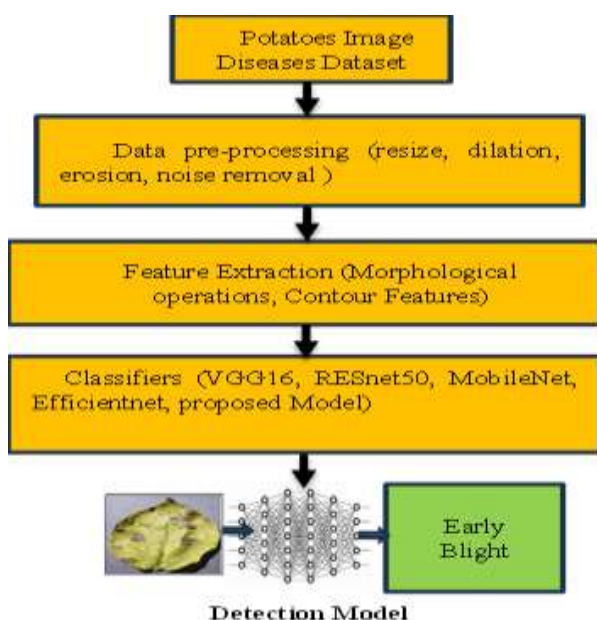 Potatoes Image
Diseases Dataset
Data pre-processing (resize, dilation,
erosion, noise removal )
Feature Extraction (Morphological
operations, Contour Features)
Classifiers (VGG16, RESnet50, MobileNet,
Efficientnet, proposed Model)
Early
Blight
Detection Model